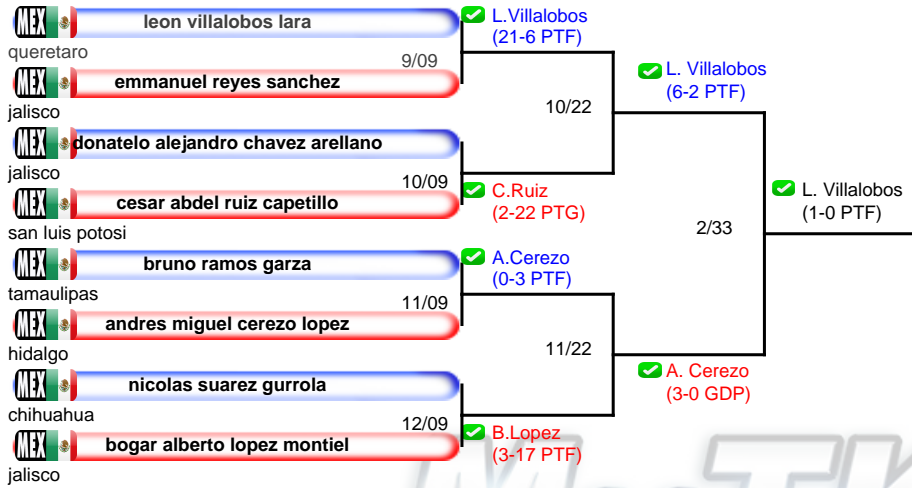 MEX leon villalobos lara
queretaro
9/09
MEX emmanuel reyes sanchez
jalisco
MEX donatelo alejandro chavez arellano
jalisco
10/09
MEX cesar abdel ruiz capetillo
san luis potosi
MEX bruno ramos garza
tamaulipas
11/09
MEX andres miguel cerezo lopez
hidalgo
MEX nicolas suarez gurrola
chihuahua
12/09
MEX bogar alberto lopez montiel
jalisco
L.Villalobos
(21-6 PTF)
C.Ruiz
(2-22 PTG)
A.Cerezo
(0-3 PTF)
B.Lopez
(3-17 PTF)
10/22
11/22
L. Villalobos
(6-2 PTF)
A. Cerezo
(3-0 GDP)
2/33
L. Villalobos
(1-0 PTF)